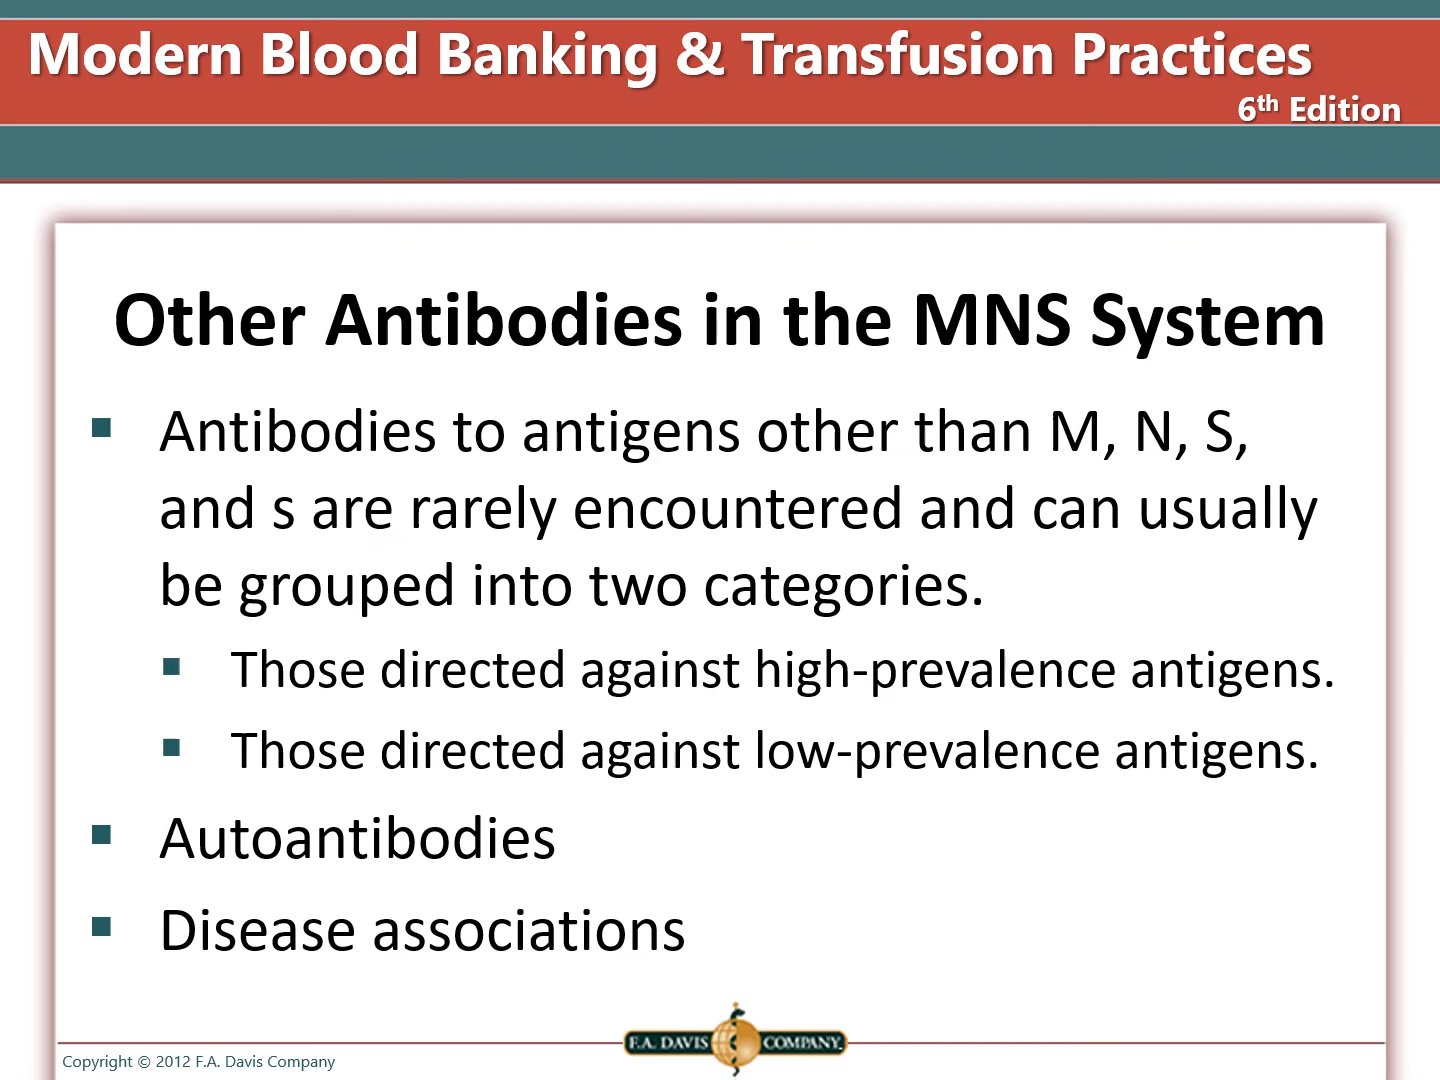 Modern Blood Banking & Transfusion Practices
6th Edition
Other Antibodies in the MNS System
▪ Antibodies to antigens other than M, N, S,
and s are rarely encountered and can usually
be grouped into two categories.
▪ Those directed against high-prevalence antigens.
▪ Those directed against low-prevalence antigens.
▪ Autoantibodies
▪ Disease associations
F.A. DAVIS COMPANY.
Copyright © 2012 F.A. Davis Company